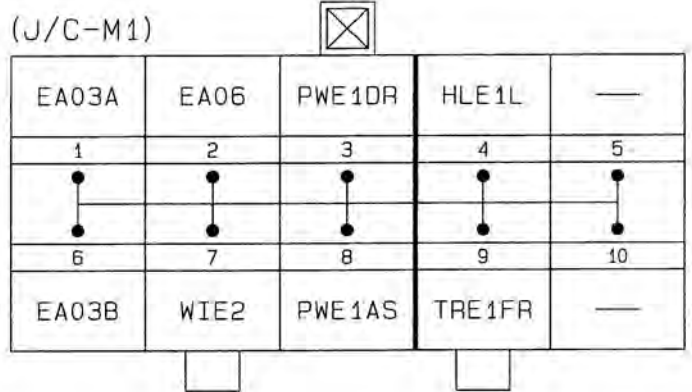 (J/C-M1)
EA03A EA06 PWE1DR HLE1L —
1 2 3 4 5
6 7 8 9 10
EA03B WIE2 PWE1AS TRE1FR —